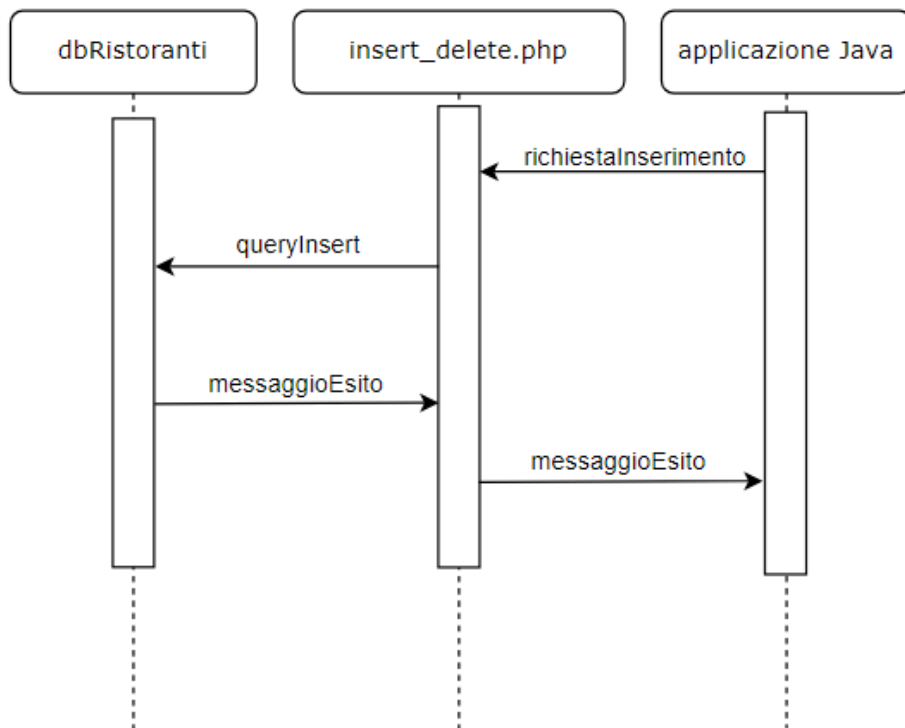 dbRistoranti
insert_delete.php
applicazione Java
richiestaInserimento
queryInsert
messaggioEsito
messaggioEsito